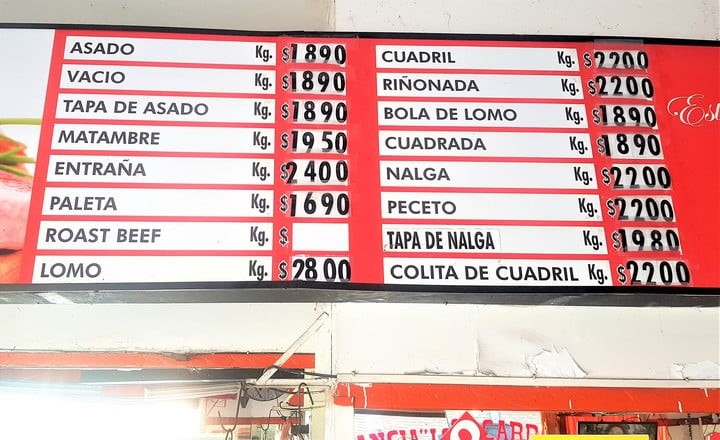 ASADO Kg. $1890
VACIO Kg. $1890
TAPA DE ASADO Kg. $1890
MATAMBRE Kg. $1950
ENTRAÑA Kg. $2400
PALETA Kg. $1690
ROAST BEEF Kg. $
LOMO Kg. $2800
CUADRIL Kg. $2200
RIÑONADA Kg. $2200
BOLA DE LOMO Kg. $1890
CUADRADA Kg. $1890
NALGA Kg. $2200
PECETO Kg. $2200
TAPA DE NALGA Kg. $1980
COLITA DE CUADRIL Kg. $2200